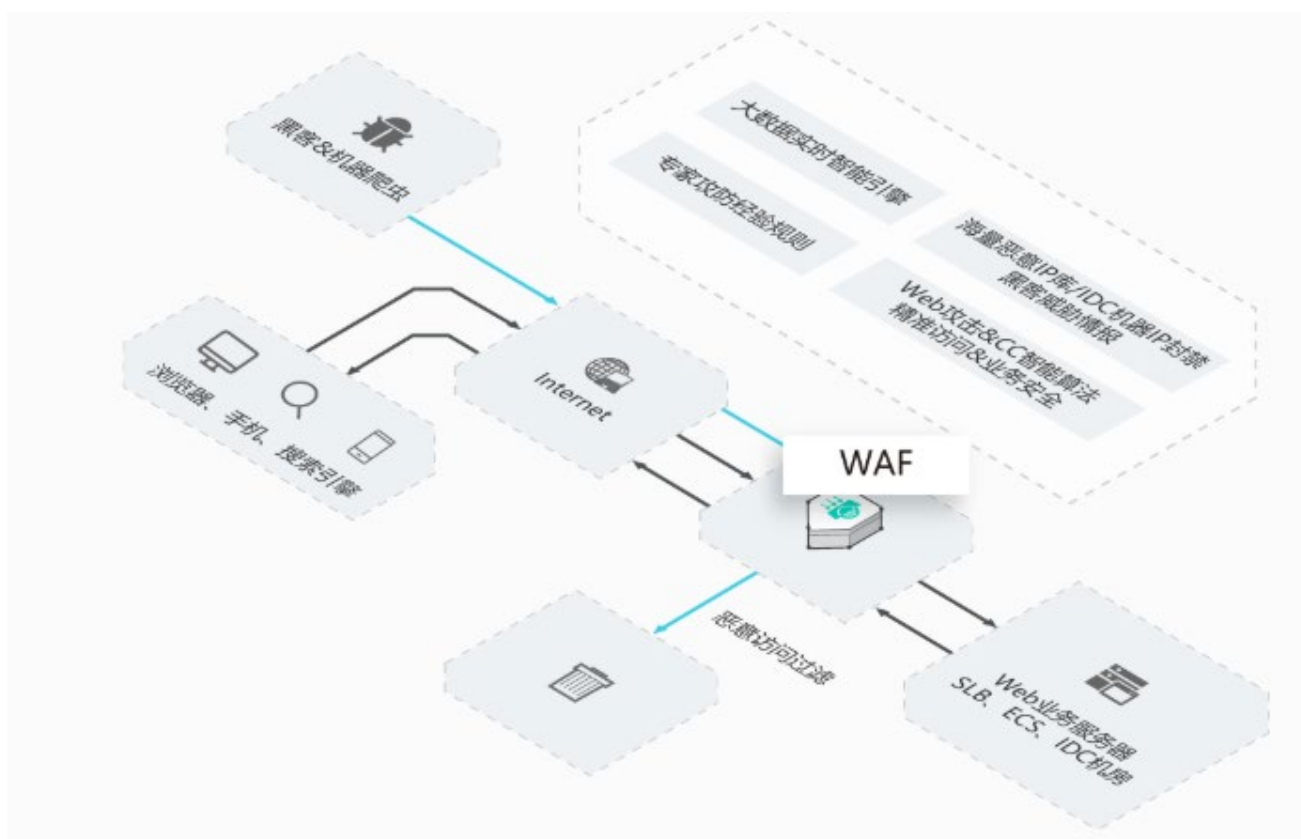 黑客&机器爬虫
大数据实时智能引擎
专家攻防经验规则
海量恶意IP库/IDC机器IP封禁
黑客威胁情报
Web攻击&CC智能算法
精准访问&业务安全
浏览器、手机、搜索引擎
Internet
WAF
恶意访问过滤
Web业务服务器
SLB、ECS、IDC机房